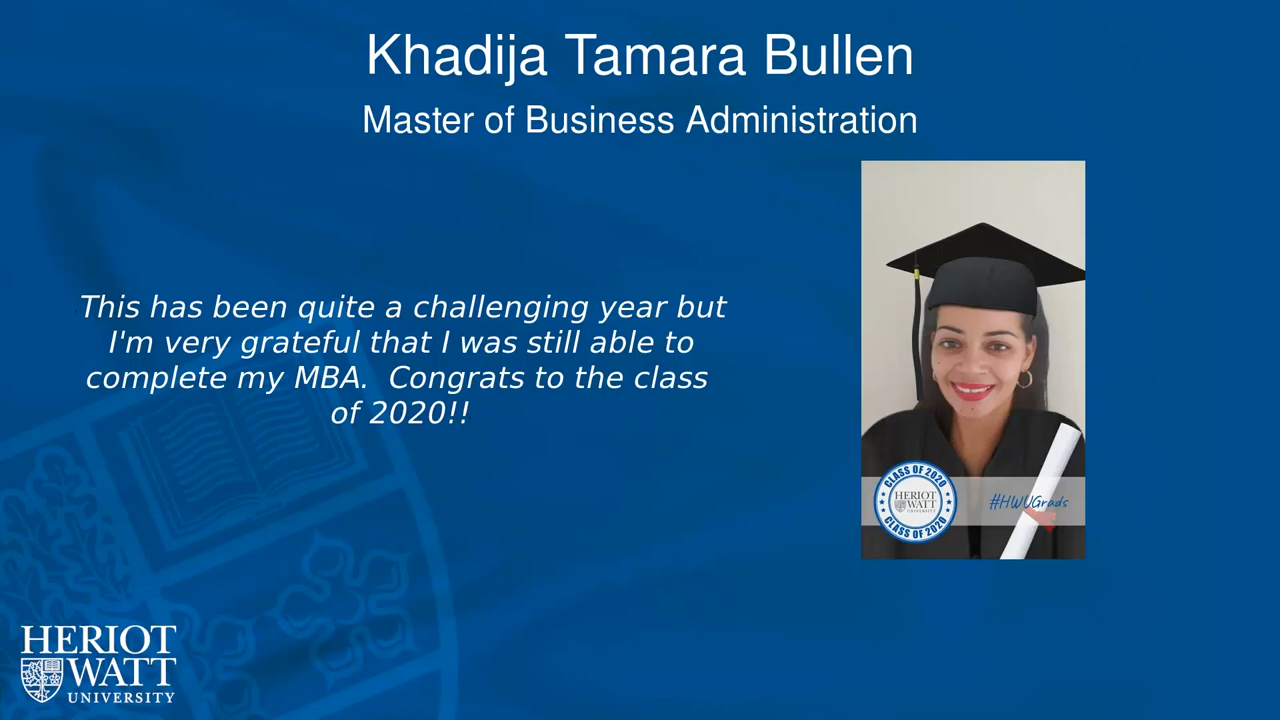 Khadija Tamara Bullen
Master of Business Administration
This has been quite a challenging year but
I'm very grateful that I was still able to
complete my MBA.  Congrats to the class
of 2020!!
CLASS OF 2020
HERIOT
WATT
UNIVERSITY
CLASS OF 2020
#HWUGrads
HERIOT
WATT
UNIVERSITY